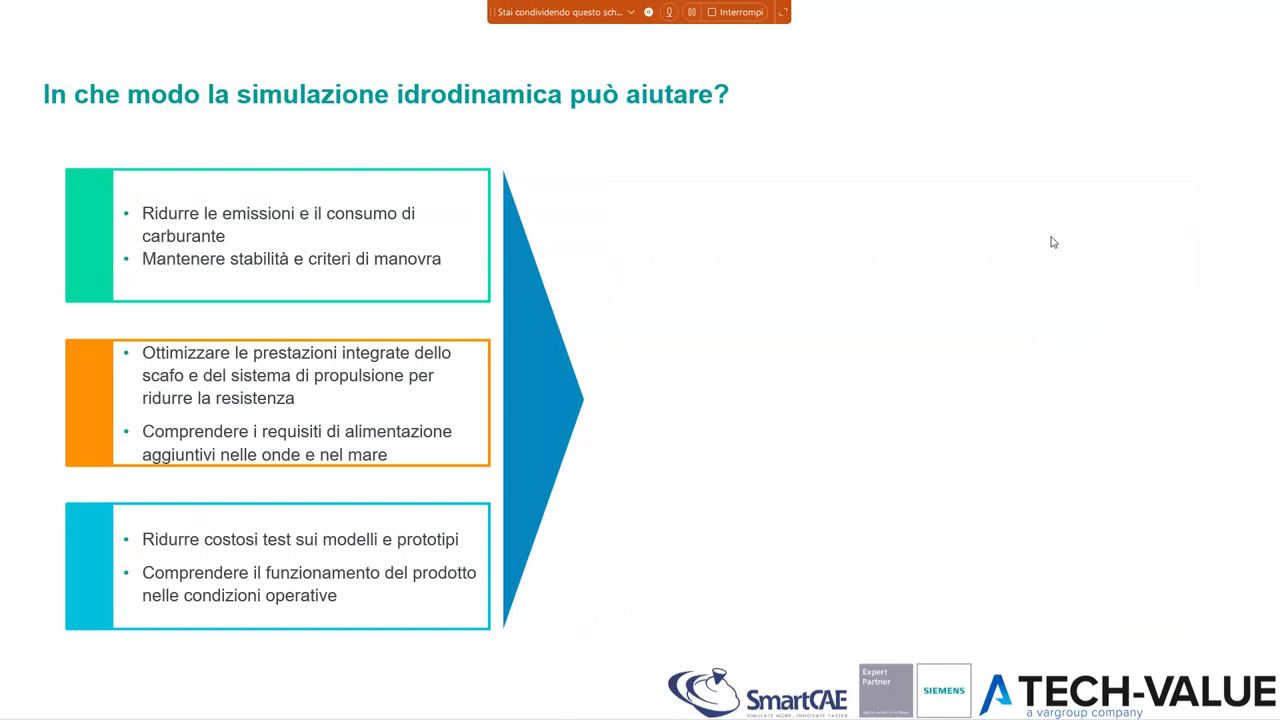 Stai condividendo questo sch...
Interrompi
In che modo la simulazione idrodinamica può aiutare?
• Ridurre le emissioni e il consumo di
carburante
• Mantenere stabilità e criteri di manovra
• Ottimizzare le prestazioni integrate dello
scafo e del sistema di propulsione per
ridurre la resistenza
• Comprendere i requisiti di alimentazione
aggiuntivi nelle onde e nel mare
• Ridurre costosi test sui modelli e prototipi
• Comprendere il funzionamento del prodotto
nelle condizioni operative
SmartCAE
SIMULATE MORE, INNOVATE FASTER
Expert
Partner
SIEMENS
TECH-VALUE
a vargroup company